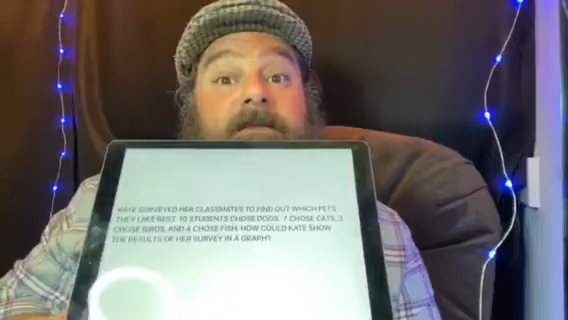 KATE SURVEYED HER CLASSMATES TO FIND OUT WHICH PETS
THEY LIKE BEST. 10 STUDENTS CHOSE DOGS, 7 CHOSE CATS, 3
CHOSE BIRDS, AND 4 CHOSE FISH. HOW COULD KATE SHOW
THE RESULTS OF HER SURVEY IN A GRAPH?